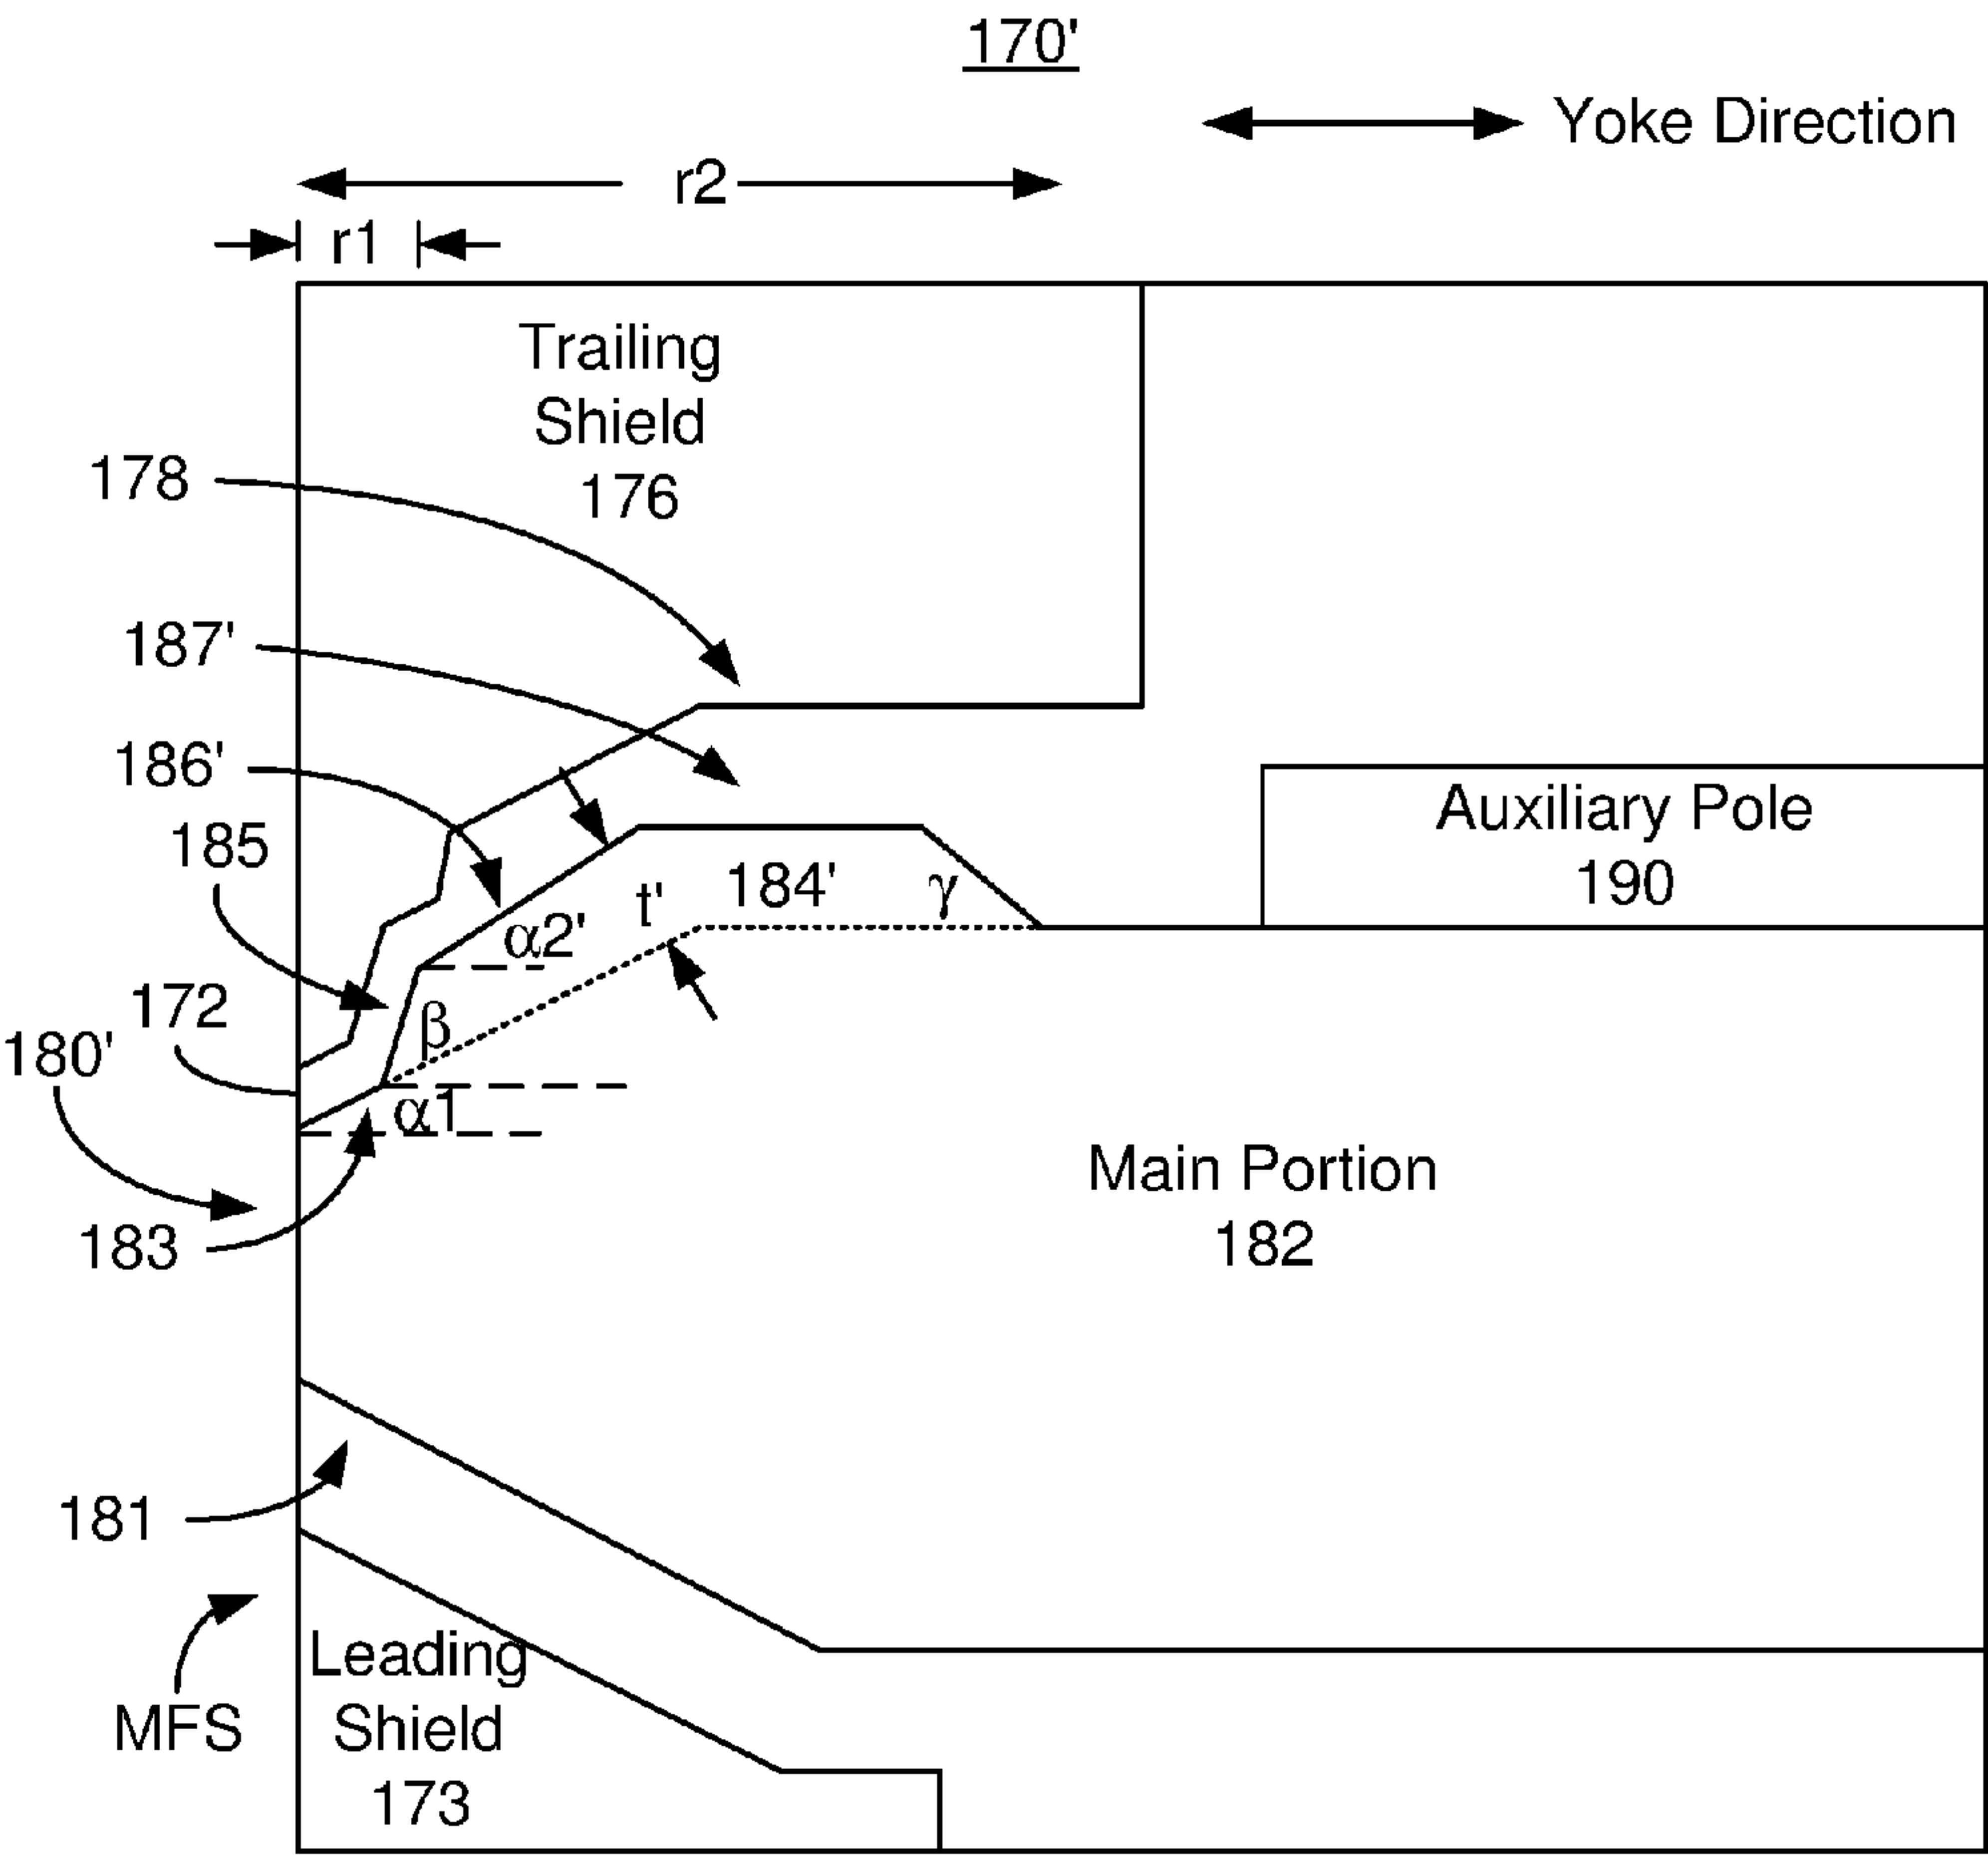 170'
Yoke Direction
r2
r1
Trailing
Shield
176
178
187'
186'
185
172
180'
183
184'
t'
γ
α2'
β
α1
Auxiliary Pole
190
Main Portion
182
181
MFS
Leading
Shield
173